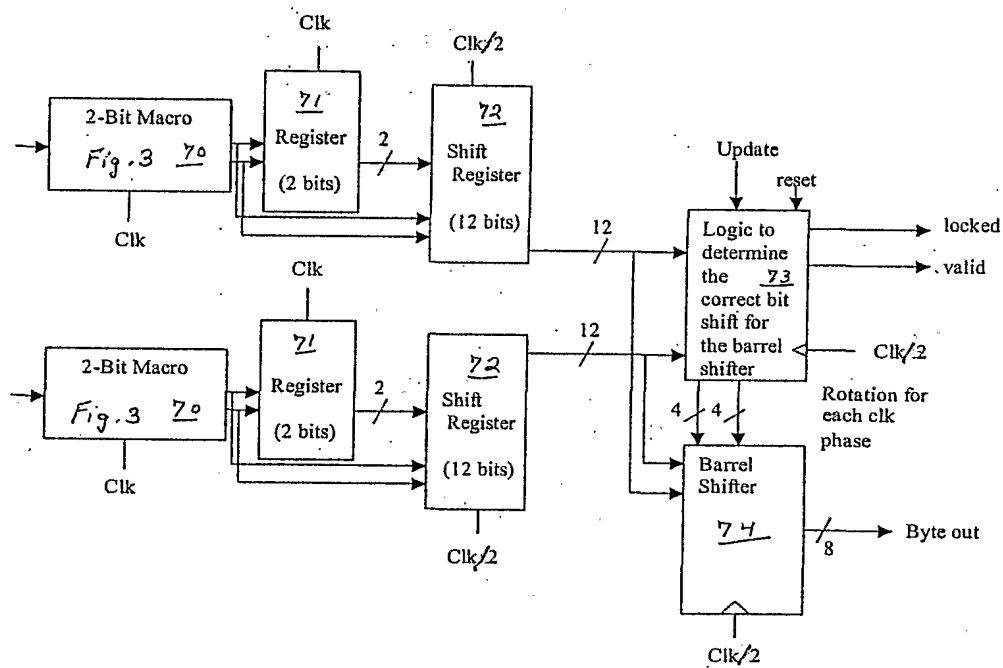 Clk
Clk/2
2-Bit Macro
Fig. 3 70
Clk
71
Register
(2 bits)
2
72
Shift
Register
(12 bits)
12
Update
reset
Logic to
determine
the 73
correct bit
shift for
the barrel
shifter
locked
valid
Clk/2
Clk
2-Bit Macro
Fig. 3 70
Clk
71
Register
(2 bits)
2
72
Shift
Register
(12 bits)
Clk/2
12
4
4
Rotation for
each clk
phase
Barrel
Shifter
74
8
Byte out
Clk/2